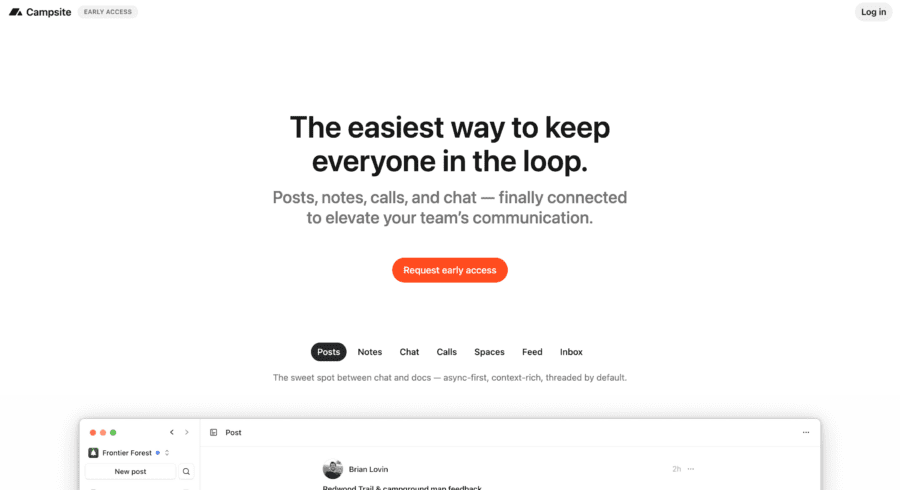 Campsite EARLY ACCESS
Log in
The easiest way to keep
everyone in the loop.
Posts, notes, calls, and chat — finally connected
to elevate your team's communication.
Request early access
Posts Notes Chat Calls Spaces Feed Inbox
The sweet spot between chat and docs — async-first, context-rich, threaded by default.
Post
Frontier Forest
New post
Brian Lovin
2h
Redwood Trail & campground map feedback